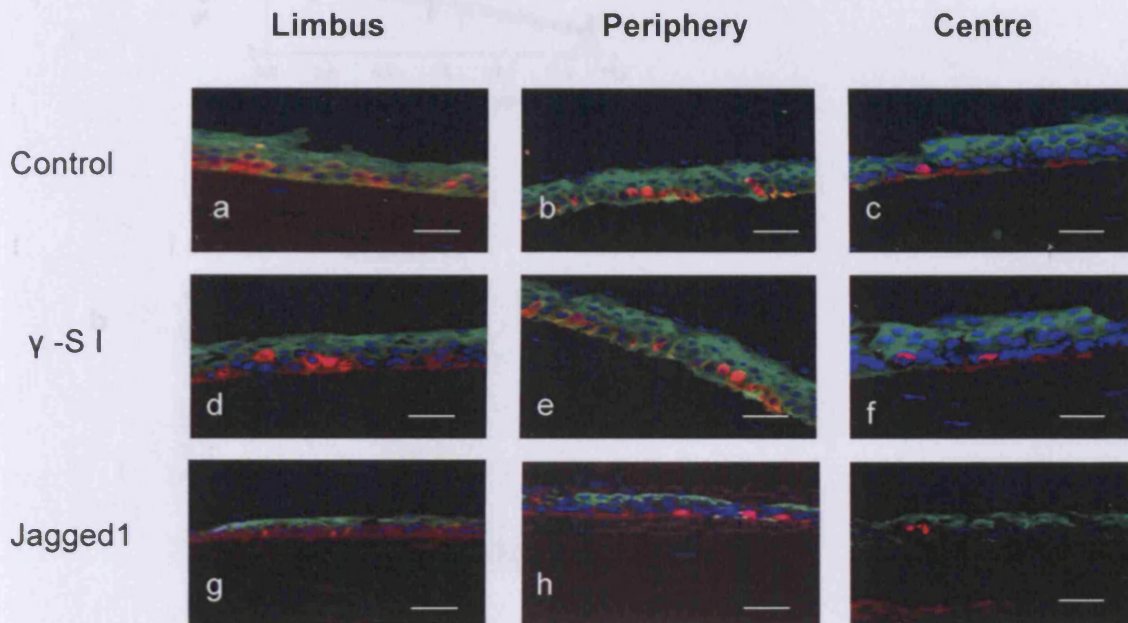 Limbus Periphery Centre
Control
a b c
γ -S I
d e f
Jagged1
g h